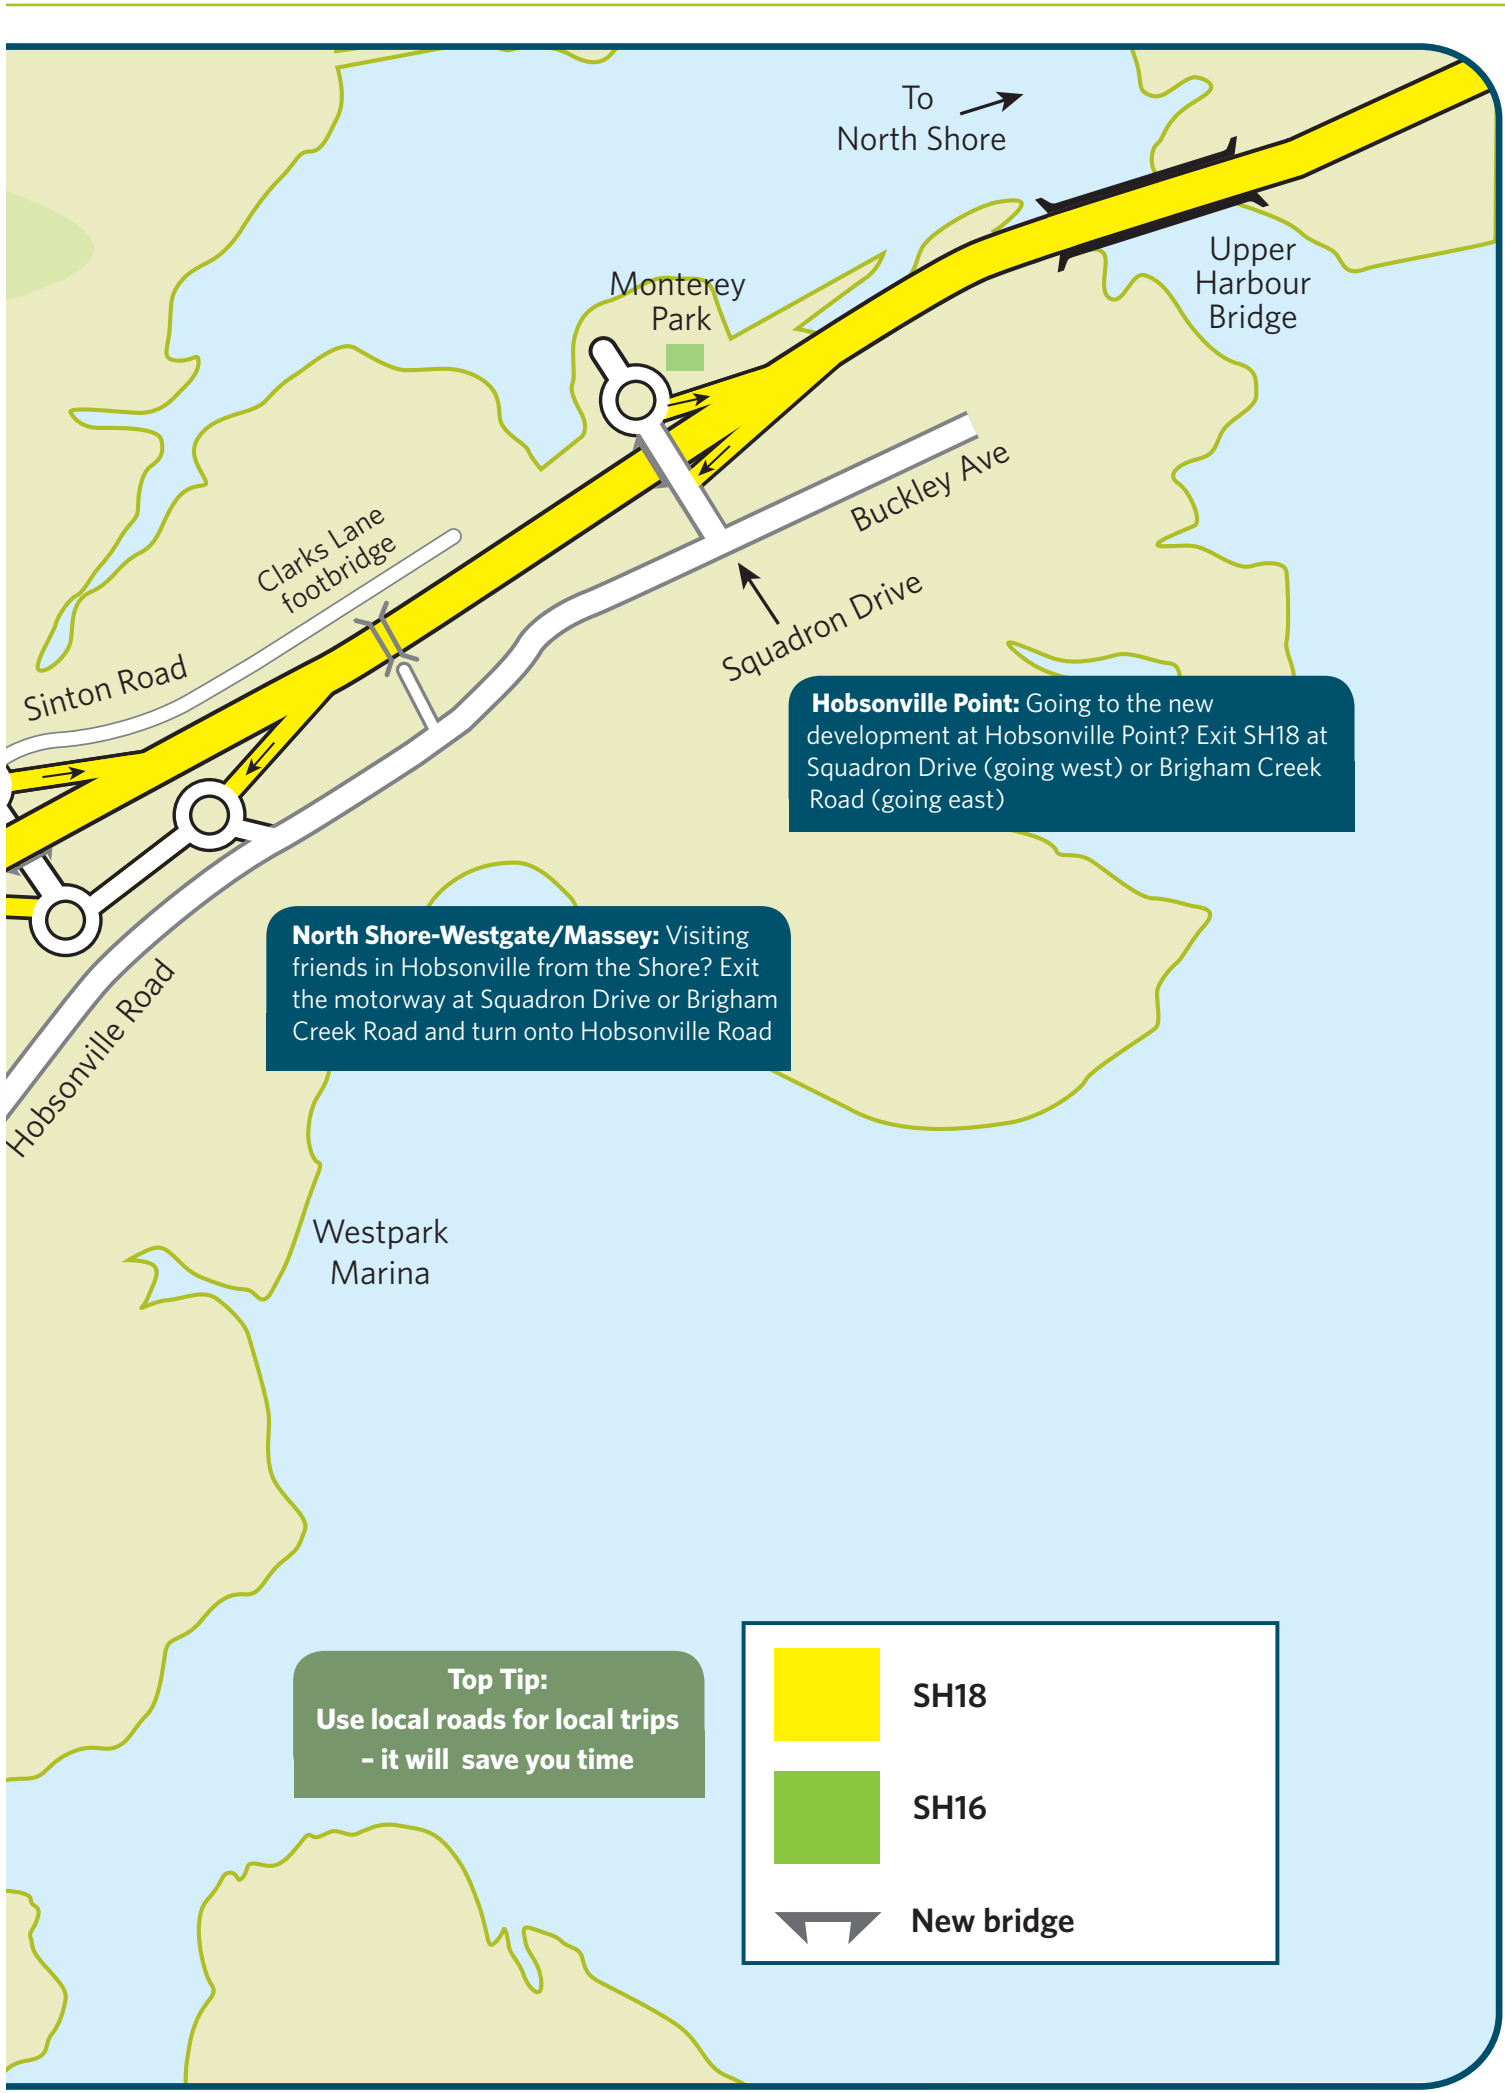 To
North Shore
Upper
Harbour
Bridge
Monterey
Park
Buckley Ave
Clarks Lane
footbridge
Squadron Drive
Sinton Road
Hobsonville Point: Going to the new
development at Hobsonville Point? Exit SH18 at
Squadron Drive (going west) or Brigham Creek
Road (going east)
North Shore-Westgate/Massey: Visiting
friends in Hobsonville from the Shore? Exit
the motorway at Squadron Drive or Brigham
Creek Road and turn onto Hobsonville Road
Hobsonville Road
Westpark
Marina
Top Tip:
Use local roads for local trips
– it will save you time
SH18
SH16
New bridge